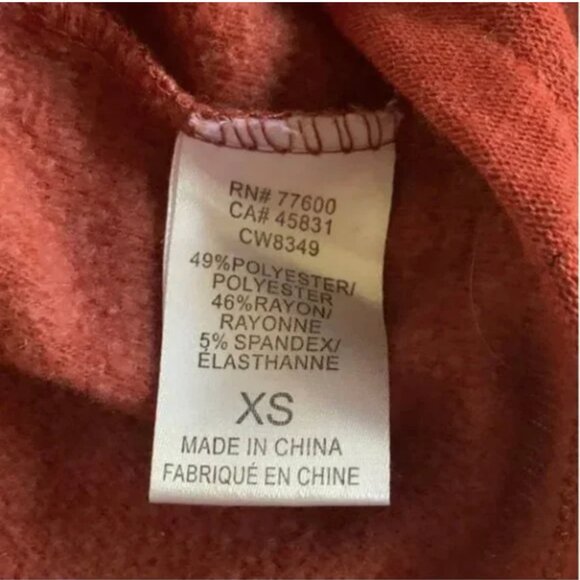 RN# 77600
CA# 45831
CW8349
49%POLYESTER/
POLYESTER
46%RAYON/
RAYONNE
5% SPANDEX/
ÉLASTHANNE
XS
MADE IN CHINA
FABRIQUÉ EN CHINE